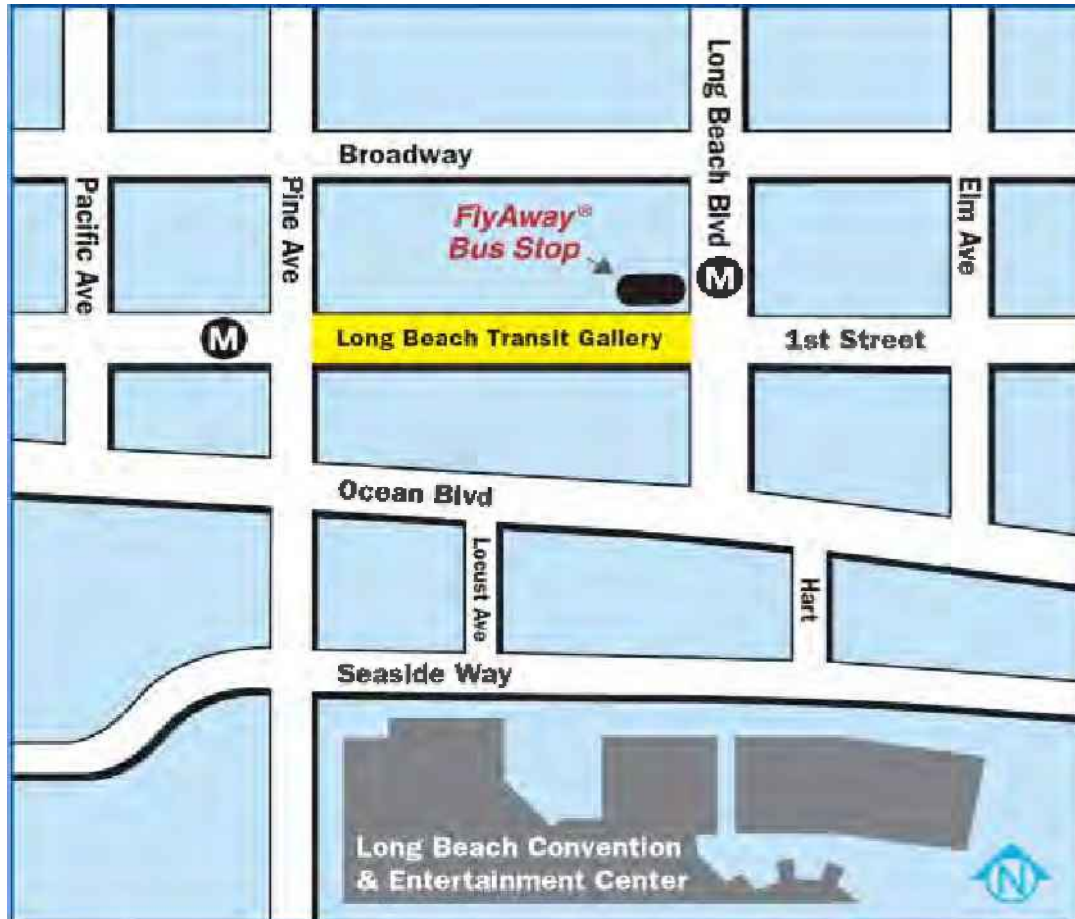 Long Beach Blvd
Broadway
Pacific Ave
Pine Ave
FlyAway®
Bus Stop
M
Elm Ave
M
Long Beach Transit Gallery
1st Street
Ocean Blvd
Locust Ave
Hart
Seaside Way
Long Beach Convention
& Entertainment Center
N